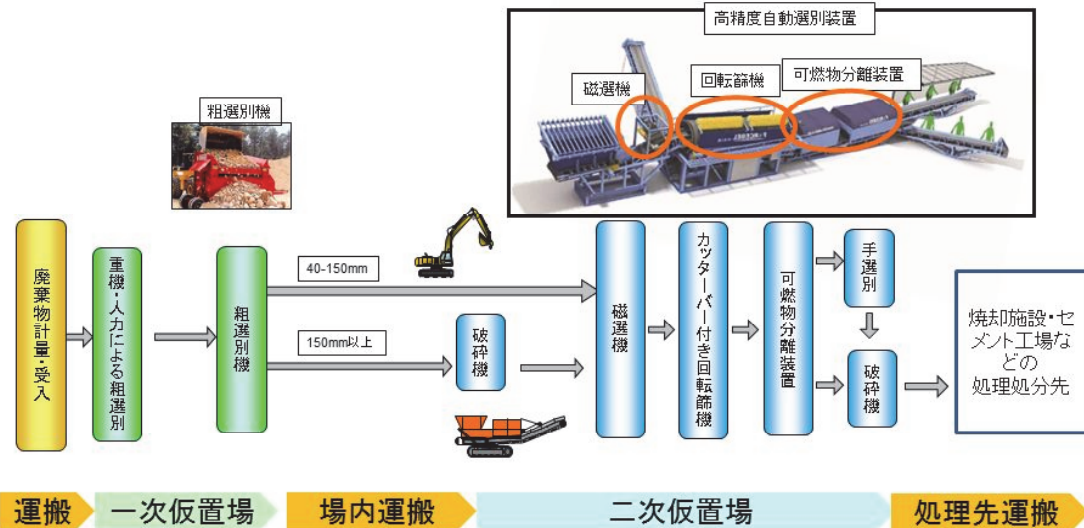 高精度自動選別装置
磁選機
回転篩機
可燃物分離装置
粗選別機
廃棄物計量・受入
重機・人力による粗選別
粗選別機
40-150mm
150mm以上
破砕機
磁選機
カッターバー付き回転篩機
可燃物分離装置
手選別
破砕機
焼却施設・セ
メント工場な
どの
処理処分先
運搬
一次仮置場
場内運搬
二次仮置場
処理先運搬